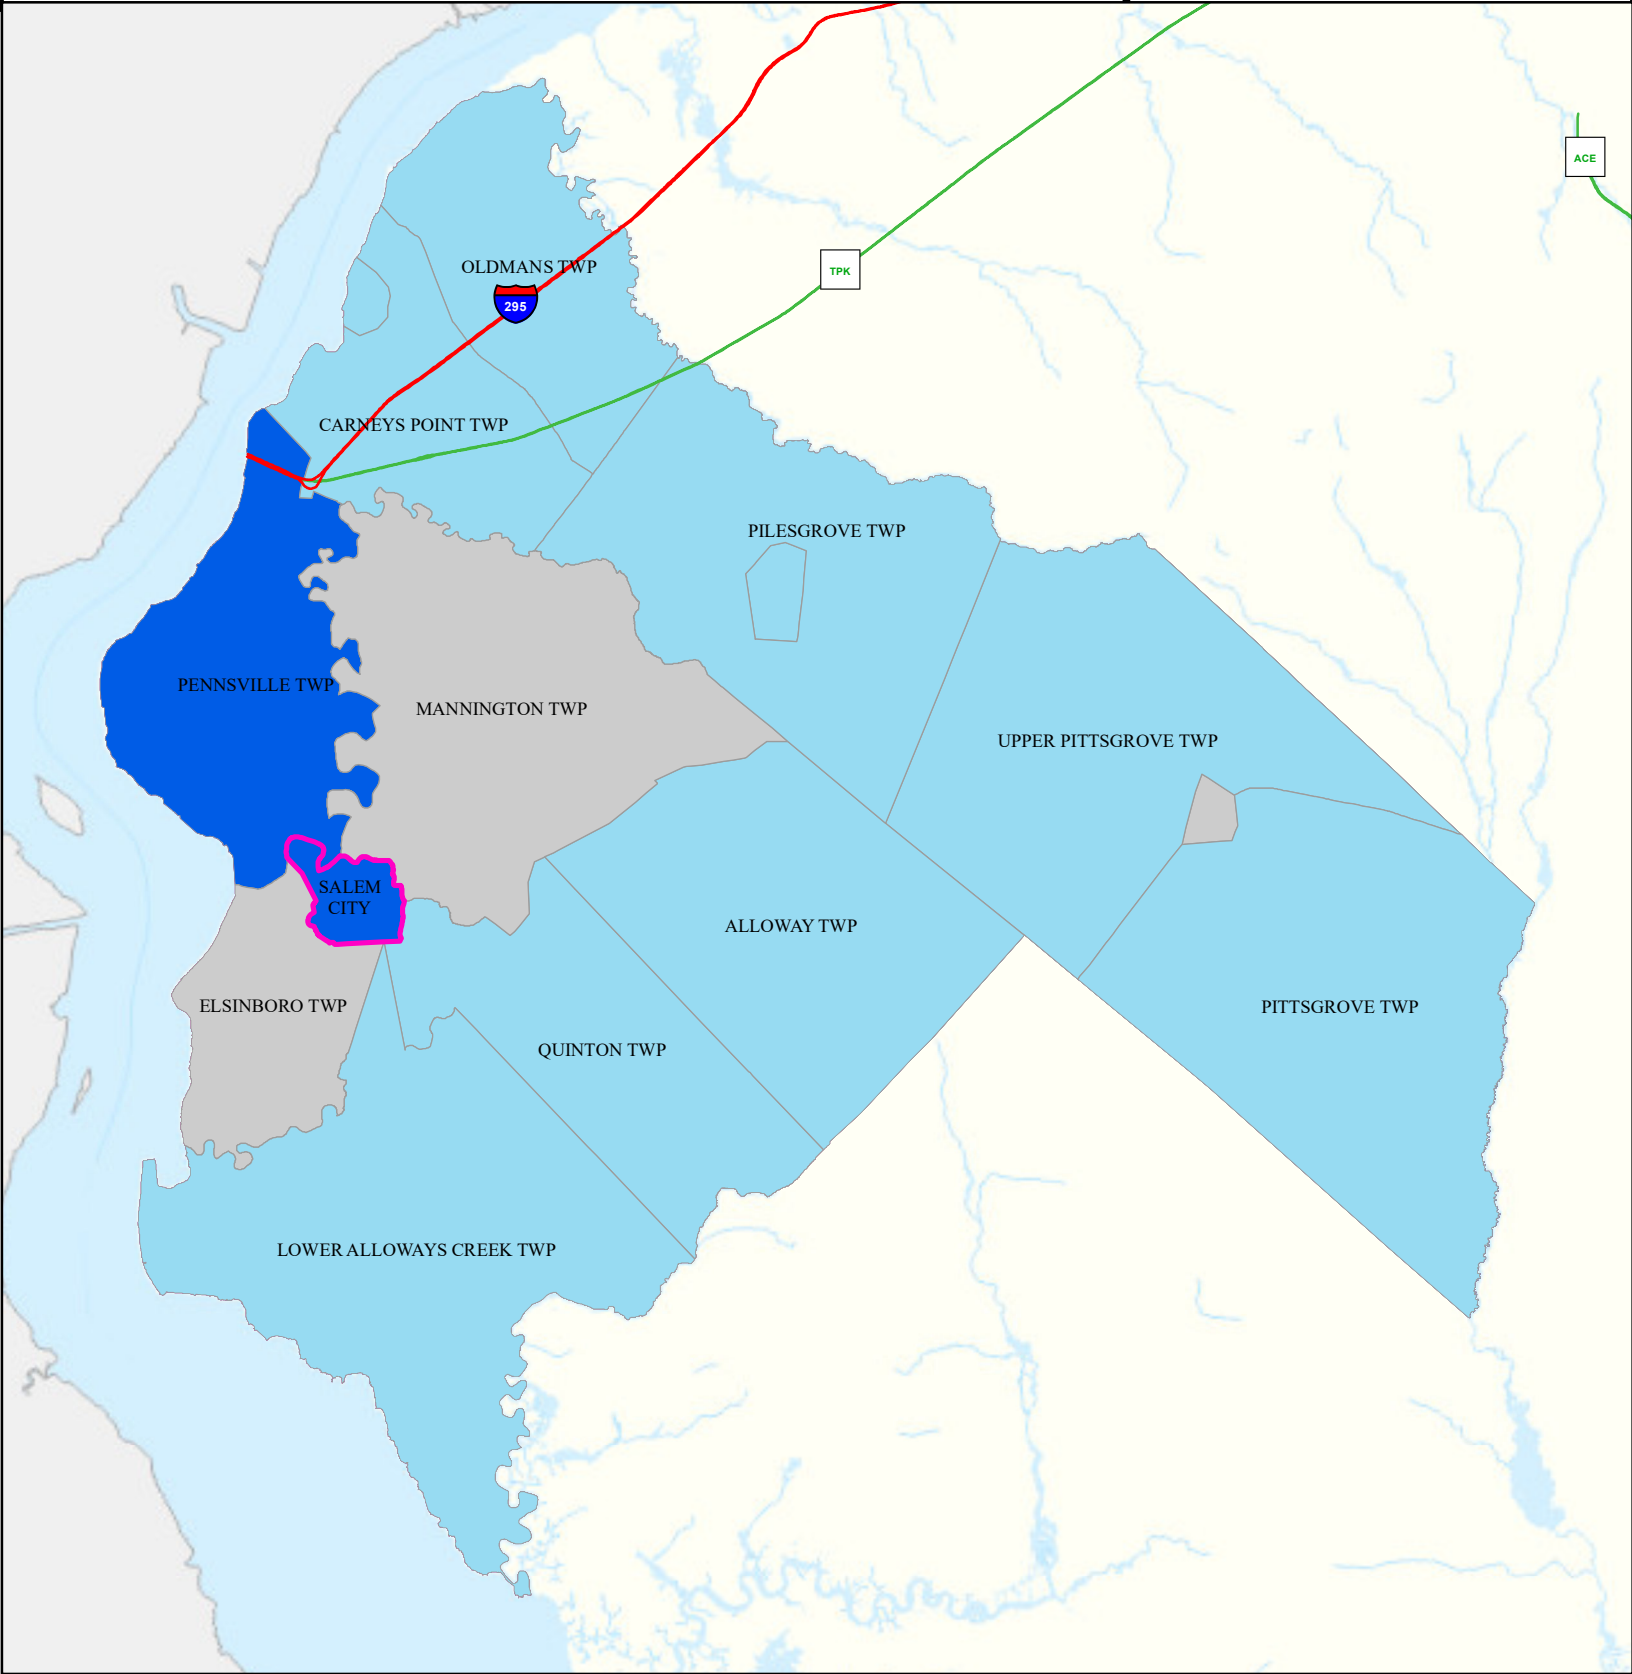 ACE
OLDMANS TWP
TPK
295
CARNEYS POINT TWP
PILESGROVE TWP
PENNSVILLE TWP
MANNINGTON TWP
UPPER PITTSGROVE TWP
SALEM
CITY
ALLOWAY TWP
ELSINBORO TWP
PITTSGROVE TWP
QUINTON TWP
LOWER ALLOWAYS CREEK TWP